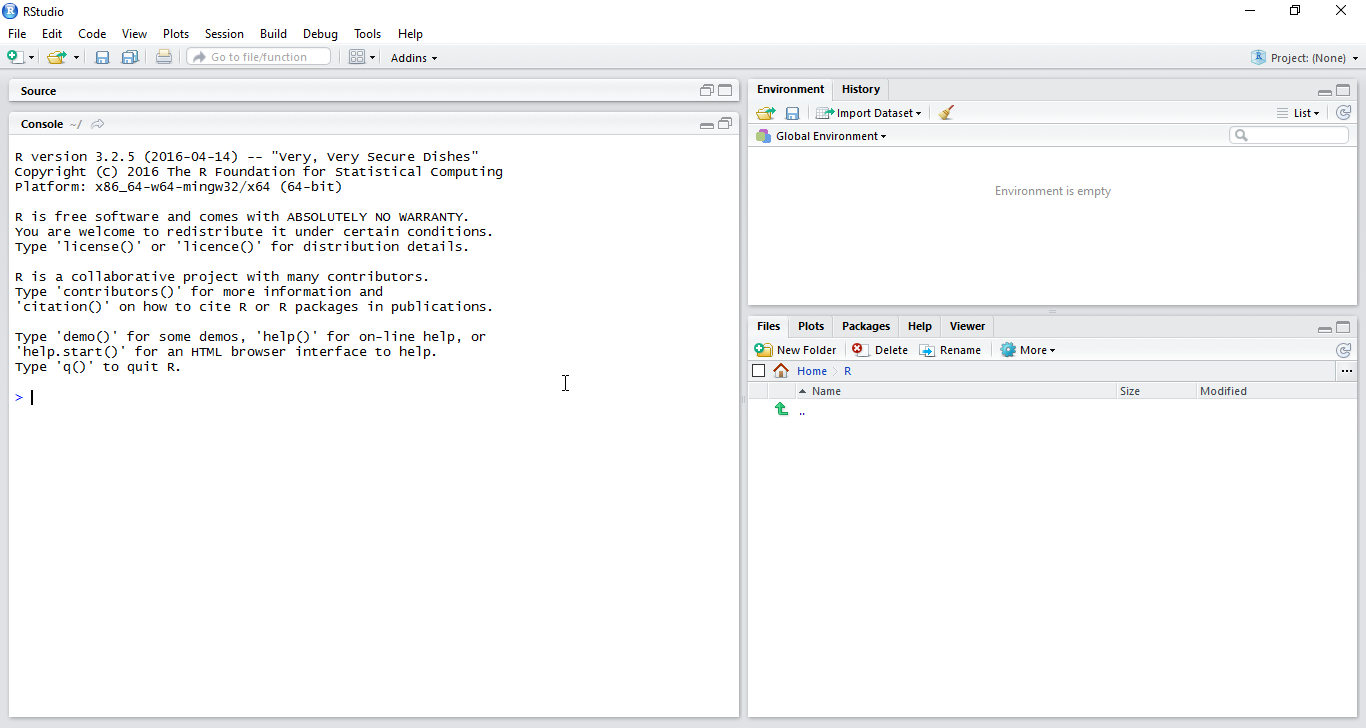 RStudio
File Edit Code View Plots Session Build Debug Tools Help
Go to file/function Addins Project: (None)
Source
Console ~/
R version 3.2.5 (2016-04-14) -- "Very, Very Secure Dishes"
Copyright (C) 2016 The R Foundation for Statistical Computing
Platform: x86_64-w64-mingw32/x64 (64-bit)
R is free software and comes with ABSOLUTELY NO WARRANTY.
You are welcome to redistribute it under certain conditions.
Type 'license()' or 'licence()' for distribution details.
R is a collaborative project with many contributors.
Type 'contributors()' for more information and
'citation()' on how to cite R or R packages in publications.
Type 'demo()' for some demos, 'help()' for on-line help, or
'help.start()' for an HTML browser interface to help.
Type 'q()' to quit R.
>
Environment History
Import Dataset List
Global Environment
Environment is empty
Files Plots Packages Help Viewer
New Folder Delete Rename More
Home R ...
Name Size Modified
..